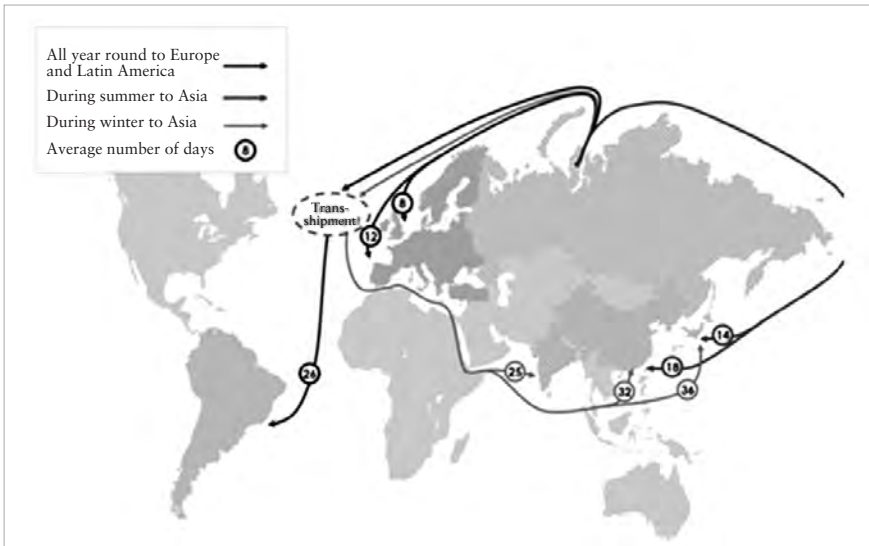 All year round to Europe
and Latin America
During summer to Asia
During winter to Asia
Average number of days 8
Trans-
shipment
8
12
14
18
25
26
32
36